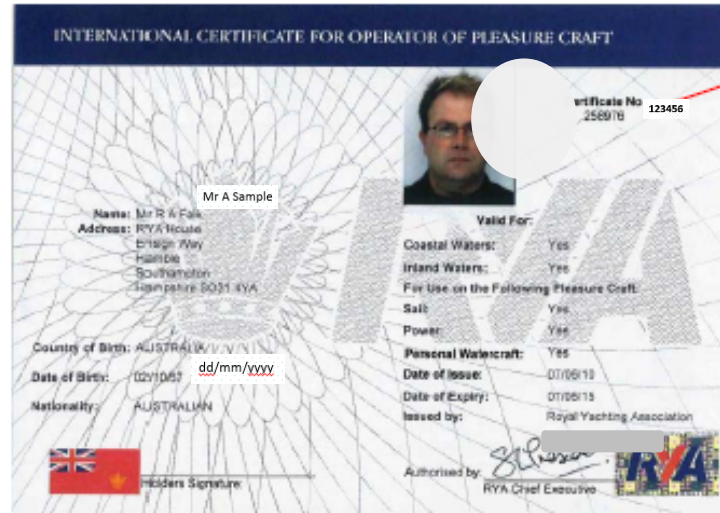 INTERNATIONAL CERTIFICATE FOR OPERATOR OF PLEASURE CRAFT
ertificate No
258976
123456
Mr A Sample
Name: Mr R A
Address: RYA House
Ensign Way
Hamble
Southampton
Hampshire SO31 4YA
Country of Birth: AUSTRALIA
dd/mm/yyyy
Date of Birth:
Nationality: AUSTRALIAN
Holders Signature:
Valid For:
Coastal Waters: Yes
Inland Waters: Yes
For Use on the Following Pleasure Craft:
Sail: Yes
Power: Yes
Personal Watercraft: Yes
Date of Issue: 07/06/10
Date of Expiry: 07/06/15
Issued by: Royal Yachting Association
Authorised by:
RYA Chief Executive
RYA
RYA